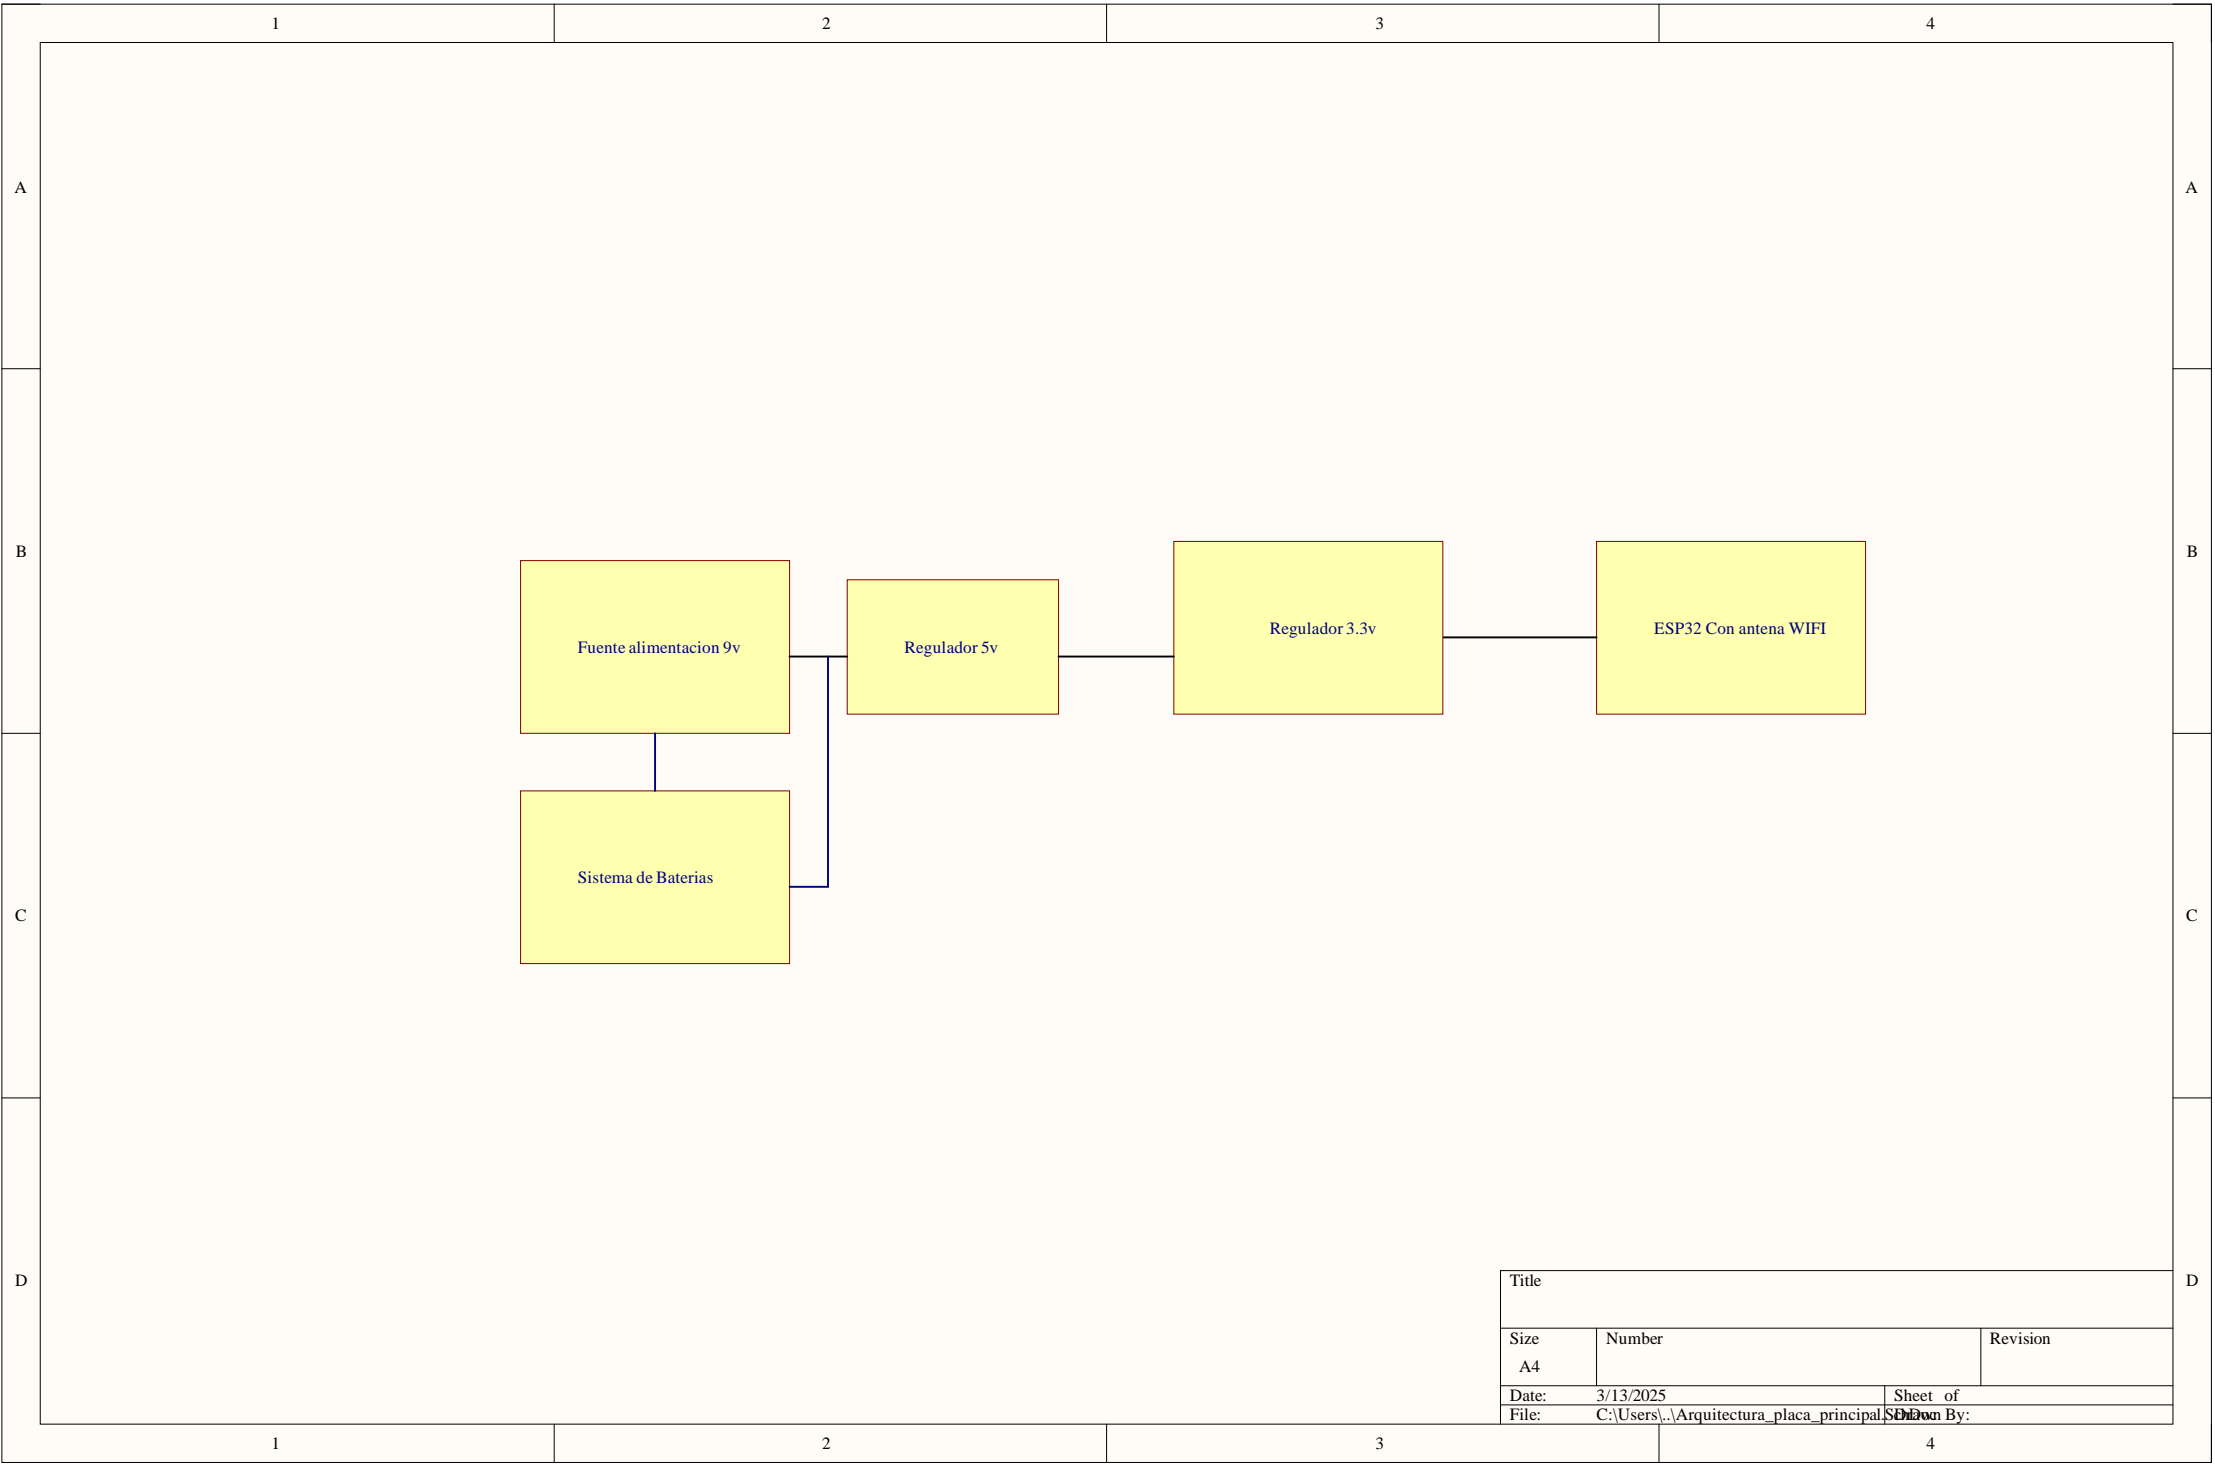 1 2 3 4
A A
B B
Fuente alimentacion 9v
Regulador 5v
Regulador 3.3v
ESP32 Con antena WIFI
Sistema de Baterias
C C
D D
Title
Size Number Revision
A4
Date: 3/13/2025 Sheet of
File: C:\Users\..\Arquitectura_placa_principal.SchDoc Drawn By:
1 2 3 4